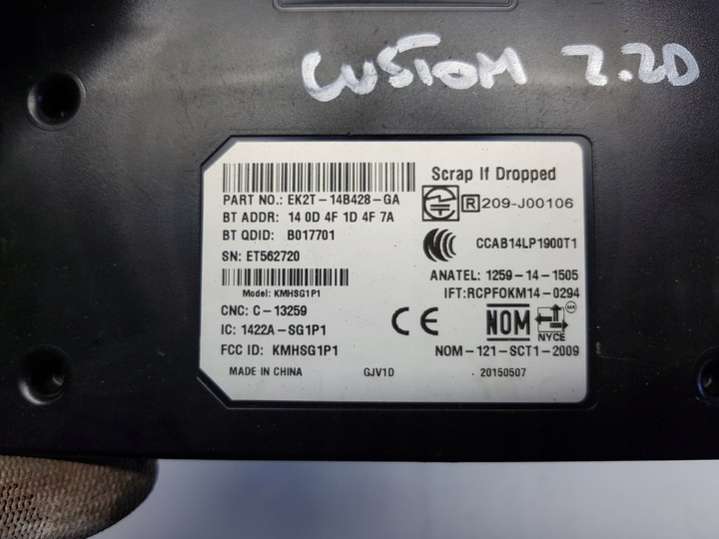 CUSTOM 2.2D
Scrap If Dropped
PART NO.: EK2T-14B428-GA
BT ADDR: 14 0D 4F 1D 4F 7A
BT QDID: B017701
SN: ET562720
Model: KMHSG1P1
CNC: C-13259
IC: 1422A-SG1P1
FCC ID: KMHSG1P1
MADE IN CHINA GJV1D 20150507
R 209-J00106
CCC CCAB14LP1900T1
ANATEL: 1259-14-1505
IFT:RCPFOKM14-0294
CE NOM NYCE
NOM-121-SCT1-2009